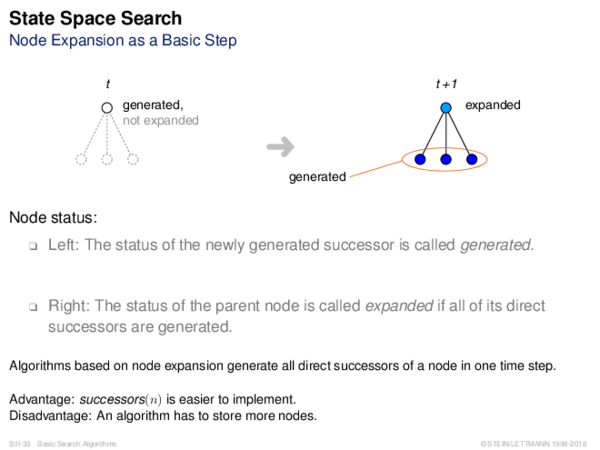 State Space Search
Node Expansion as a Basic Step
t
t+1
generated,
not expanded
expanded
generated
Node status:
❑ Left: The status of the newly generated successor is called generated.
❑ Right: The status of the parent node is called expanded if all of its direct
successors are generated.
Algorithms based on node expansion generate all direct successors of a node in one time step.
Advantage: successors(n) is easier to implement.
Disadvantage: An algorithm has to store more nodes.
S:II-33 Basic Search Algorithms
© STEIN/LETTMANN 1998-2018